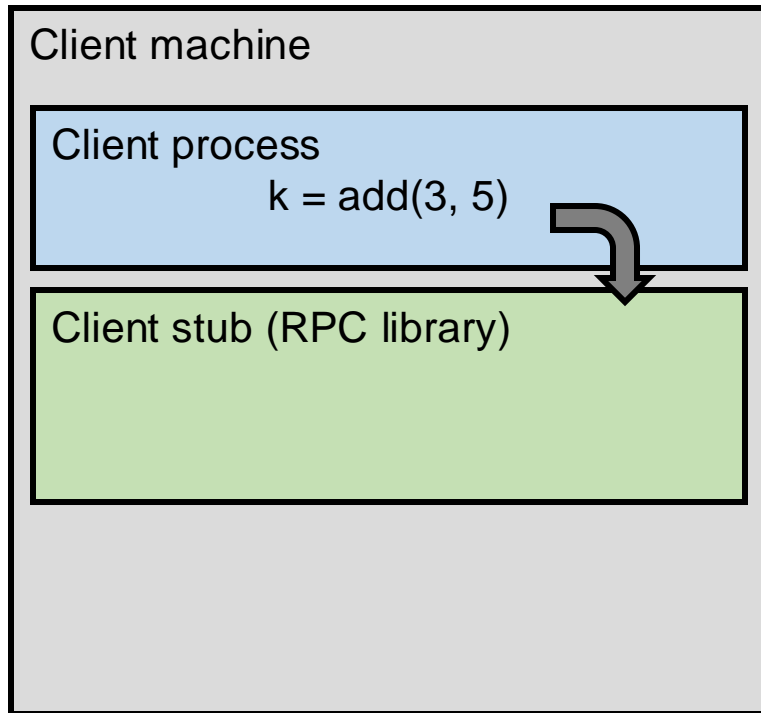 Client machine
Client process
k = add(3, 5)
Client stub (RPC library)